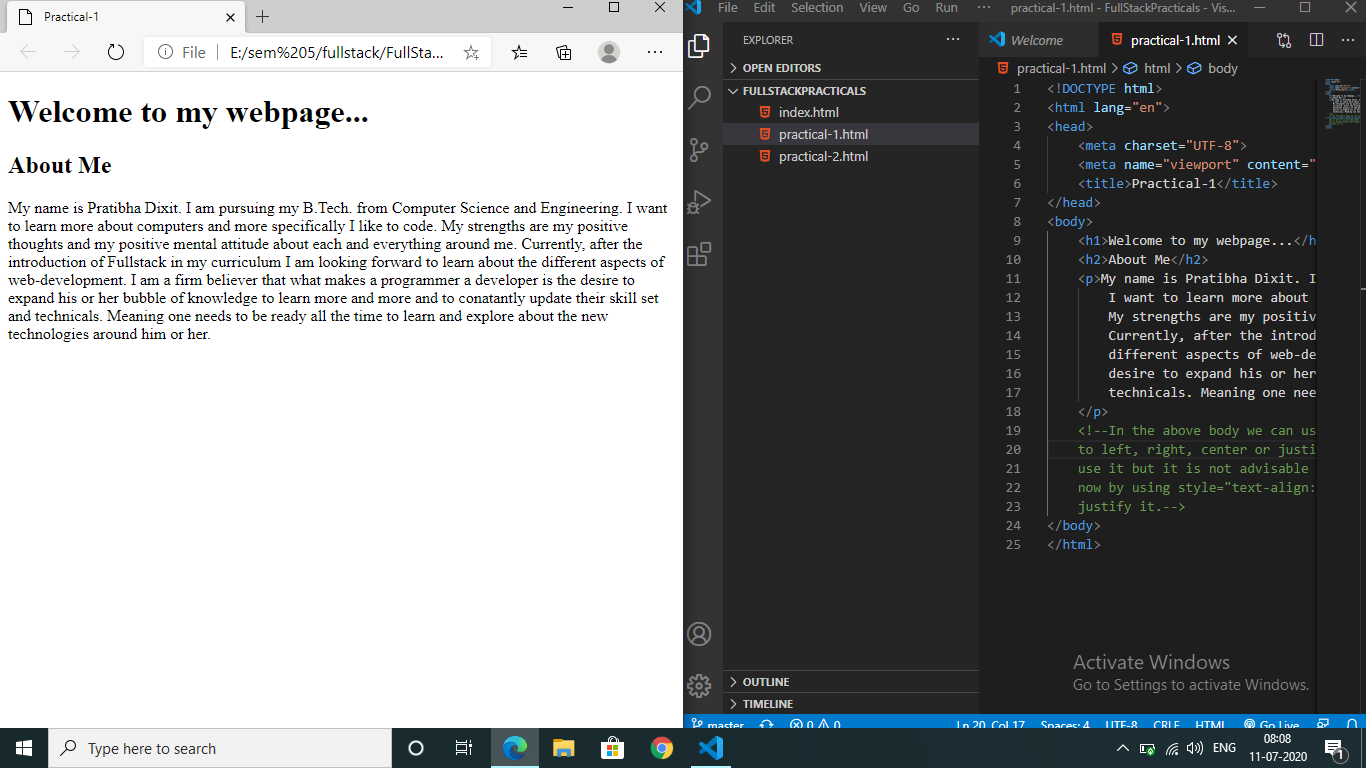 Practical-1
File
E:/sem%205/fullstack/FullSta...
Welcome to my webpage...
About Me
My name is Pratibha Dixit. I am pursuing my B.Tech. from Computer Science and Engineering. I want
to learn more about computers and more specifically I like to code. My strengths are my positive
thoughts and my positive mental attitude about each and everything around me. Currently, after the
introduction of Fullstack in my curriculum I am looking forward to learn about the different aspects of
web-development. I am a firm believer that what makes a programmer a developer is the desire to
expand his or her bubble of knowledge to learn more and more and to conatantly update their skill set
and technicals. Meaning one needs to be ready all the time to learn and explore about the new
technologies around him or her.
File Edit Selection View Go Run ··· practical-1.html - FullStackPracticals - Vis...
EXPLORER
OPEN EDITORS
FULLSTACKPRACTICALS
index.html
practical-1.html
practical-2.html
OUTLINE
TIMELINE
Welcome practical-1.html
practical-1.html > html > body
1 <!DOCTYPE html>
2 <html lang="en">
3 <head>
4 <meta charset="UTF-8">
5 <meta name="viewport" content="
6 <title>Practical-1</title>
7 </head>
8 <body>
9 <h1>Welcome to my webpage...</h
10 <h2>About Me</h2>
11 <p>My name is Pratibha Dixit. I
12 I want to learn more about
13 My strengths are my positiv
14 Currently, after the introd
15 different aspects of web-de
16 desire to expand his or her
17 technicals. Meaning one nee
18 </p>
19 <!--In the above body we can us
20 to left, right, center or justi
21 use it but it is not advisable
22 now by using style="text-align:
23 justify it.-->
24 </body>
25 </html>
Activate Windows
Go to Settings to activate Windows.
master 0 0 Ln 20, Col 17 Spaces: 4 UTF-8 CRLF HTML Go Live
Type here to search
ENG
08:08
11-07-2020
1